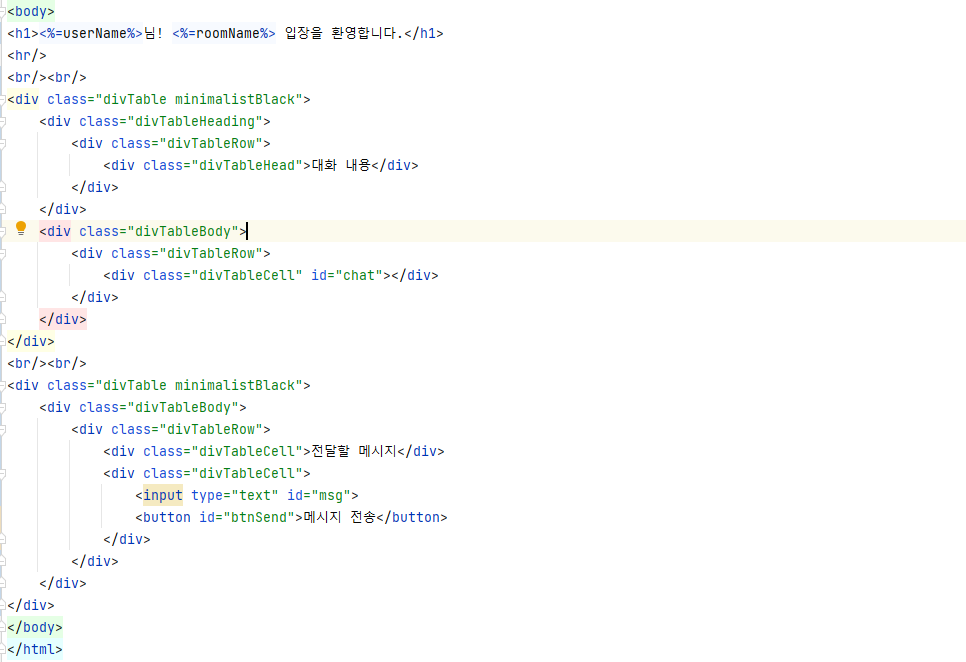 <body>
<h1><%=userName%>님! <%=roomName%> 입장을 환영합니다.</h1>
<hr/>
<br/><br/>
<div class="divTable minimalistBlack">
    <div class="divTableHeading">
        <div class="divTableRow">
            <div class="divTableHead">대화 내용</div>
        </div>
    </div>
    <div class="divTableBody">
        <div class="divTableRow">
            <div class="divTableCell" id="chat"></div>
        </div>
    </div>
</div>
<br/><br/>
<div class="divTable minimalistBlack">
    <div class="divTableBody">
        <div class="divTableRow">
            <div class="divTableCell">전달할 메시지</div>
            <div class="divTableCell">
                <input type="text" id="msg">
                <button id="btnSend">메시지 전송</button>
            </div>
        </div>
    </div>
</div>
</body>
</html>